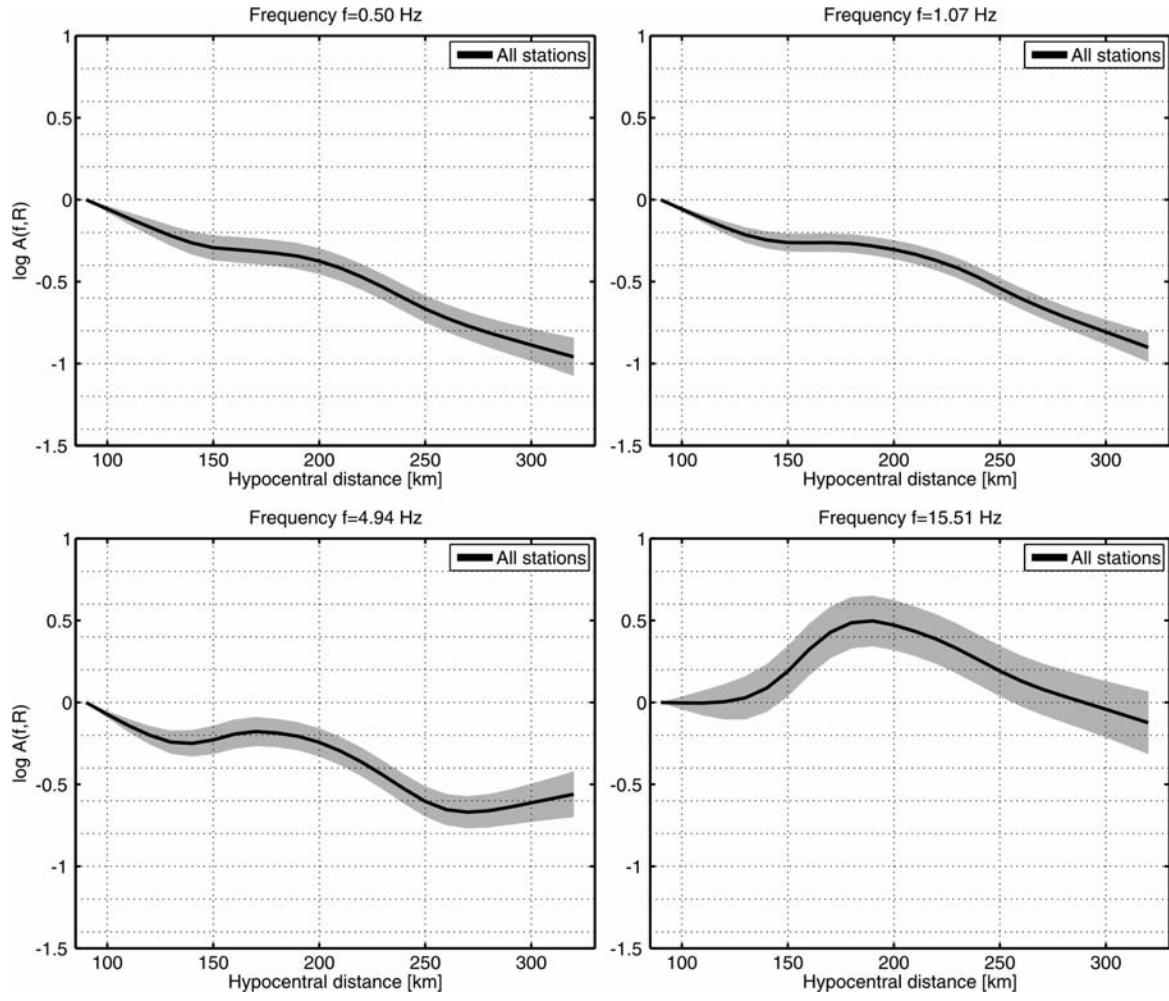 Frequency f=0.50 Hz
All stations
1
0.5
0
-0.5
-1
-1.5
log A(f,R)
100 150 200 250 300
Hypocentral distance [km]
Frequency f=1.07 Hz
All stations
1
0.5
0
-0.5
-1
-1.5
100 150 200 250 300
Hypocentral distance [km]
Frequency f=4.94 Hz
All stations
1
0.5
0
-0.5
-1
-1.5
log A(f,R)
100 150 200 250 300
Hypocentral distance [km]
Frequency f=15.51 Hz
All stations
1
0.5
0
-0.5
-1
-1.5
100 150 200 250 300
Hypocentral distance [km]